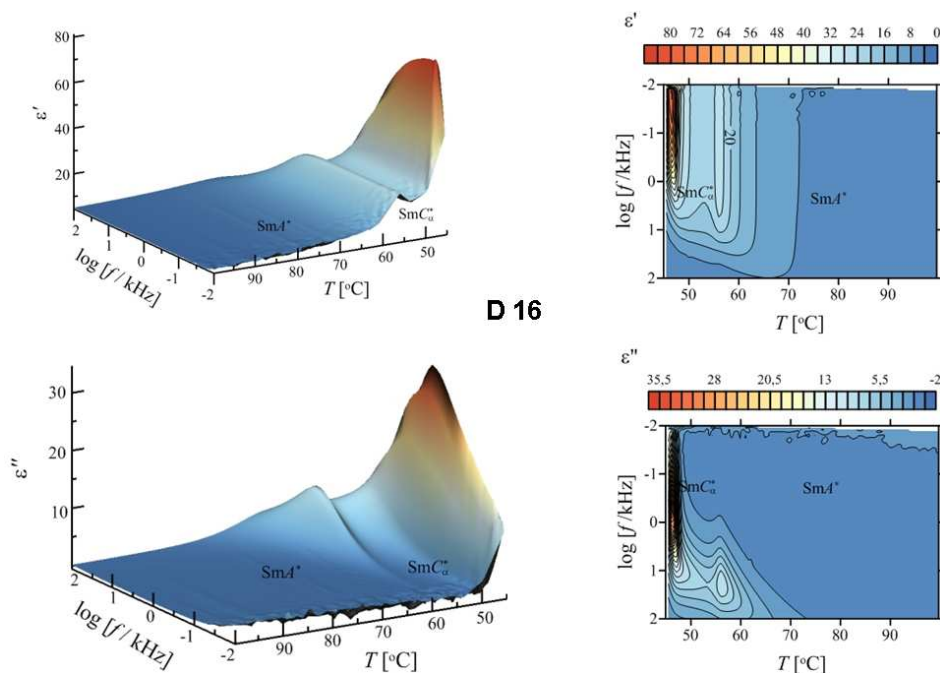 ε'
80
60
40
20
SmA*
SmC*α
2
1
0
-1
-2
log [f / kHz]
90 80 70 60 50
T [°C]
ε'
80 72 64 56 48 40 32 24 16 8 0
-2
-1
0
1
2
log [f /kHz]
20
SmC*α
SmA*
50 60 70 80 90
T [°C]
D 16
ε"
30
20
10
SmA*
SmC*α
2
1
0
-1
-2
log [f / kHz]
90 80 70 60 50
T [°C]
ε"
35,5 28 20,5 13 5,5 -2
-2
-1
0
1
2
log [f /kHz]
SmC*α
SmA*
50 60 70 80 90
T [°C]